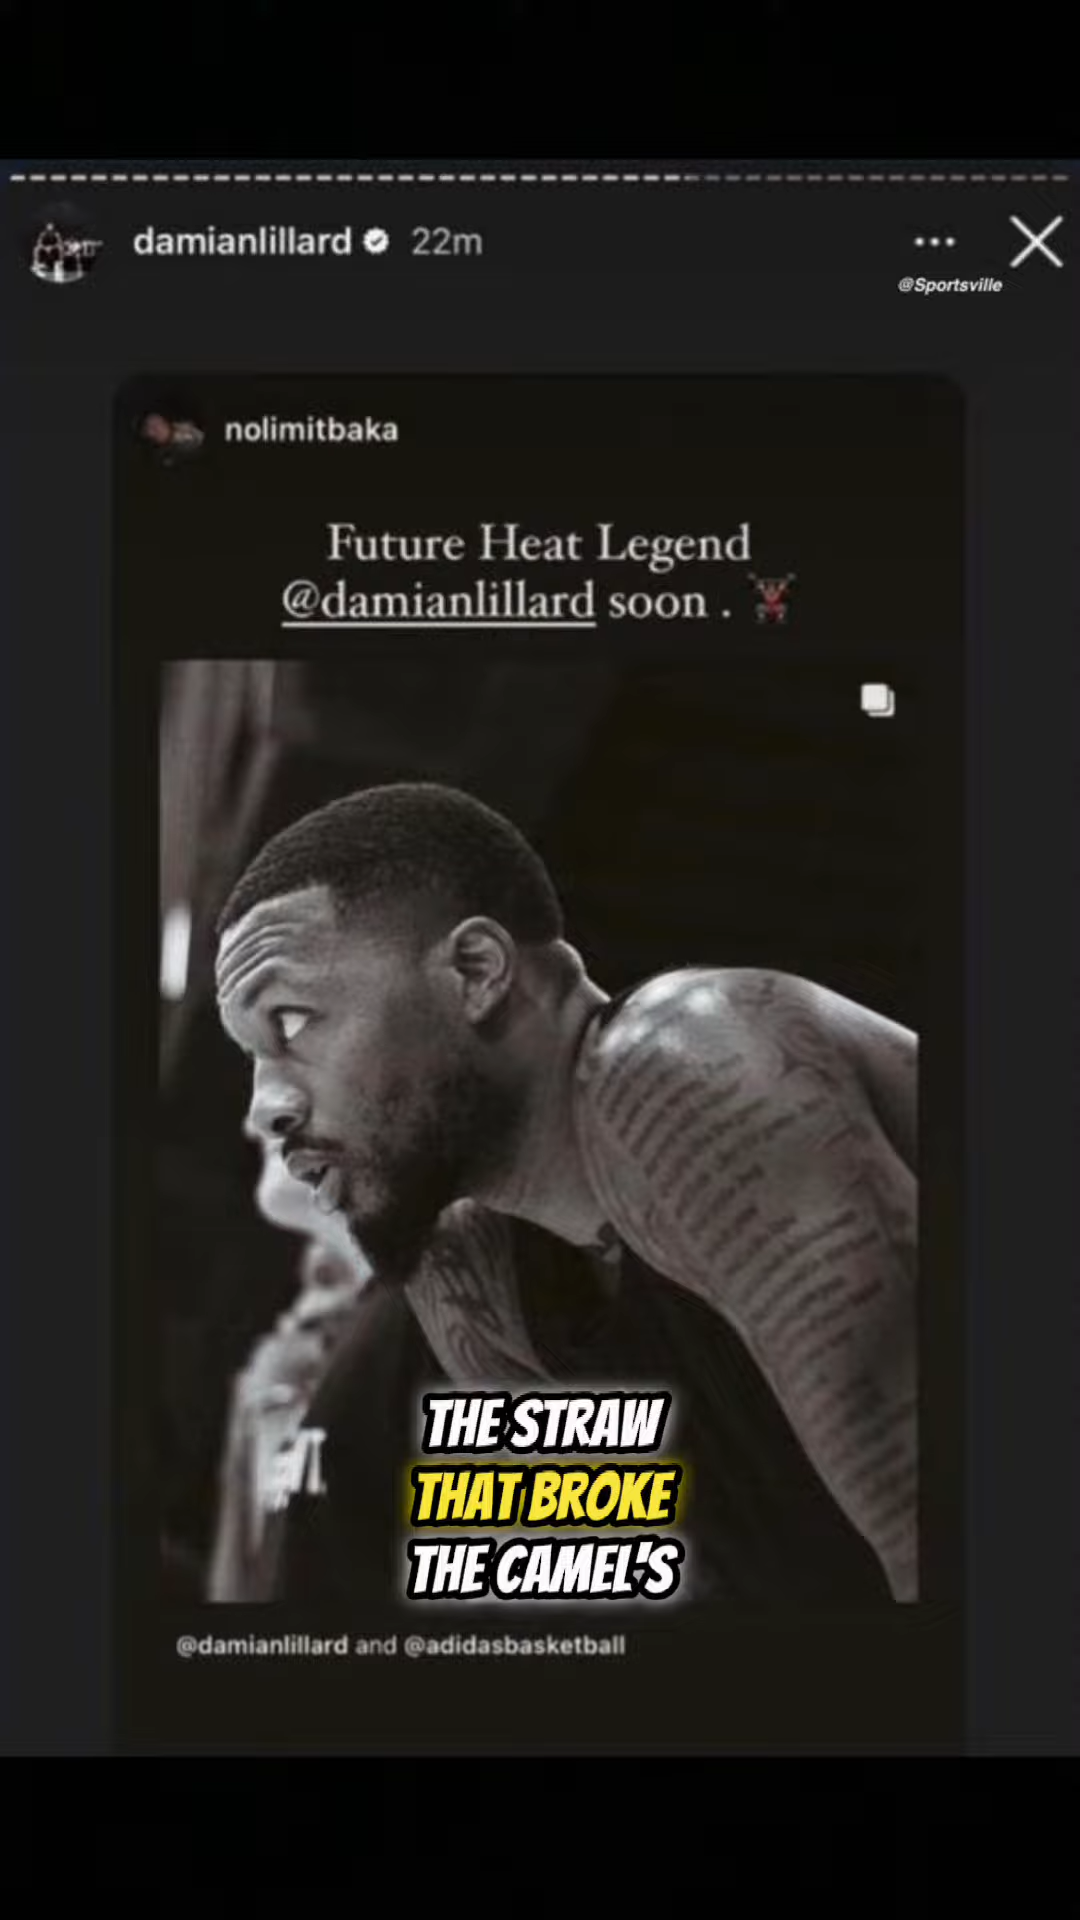 damianlillard 22m
@Sportsville
nolimitbaka
Future Heat Legend
@damianlillard soon .
THE STRAW
THAT BROKE
THE CAMEL'S
@damianlillard and @adidasbasketball